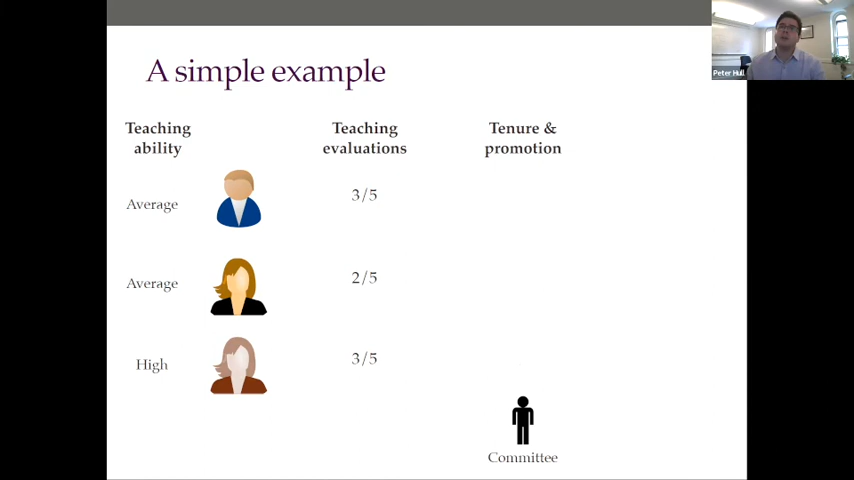 Peter Hull
A simple example
Teaching
ability
Teaching
evaluations
Tenure &
promotion
Average
3/5
Average
2/5
High
3/5
Committee